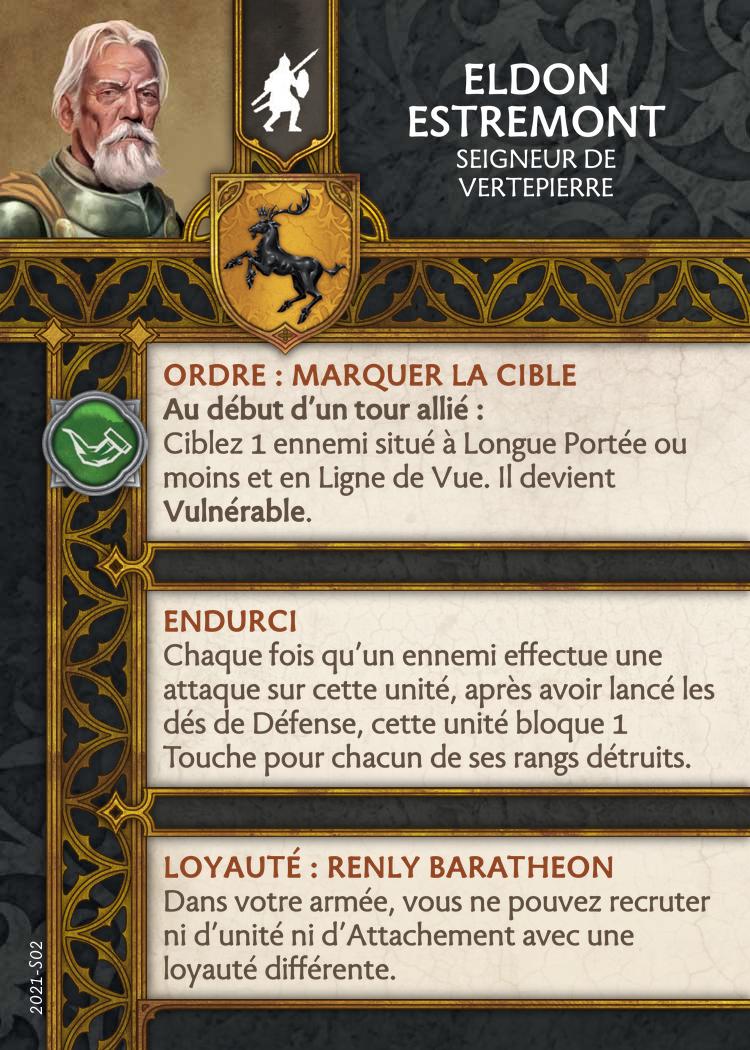 ELDON
ESTREMONT
SEIGNEUR DE
VERTEPIERRE
ORDRE : MARQUER LA CIBLE
Au début d'un tour allié :
Ciblez 1 ennemi situé à Longue Portée ou
moins et en Ligne de Vue. Il devient
Vulnérable.
ENDURCI
Chaque fois qu'un ennemi effectue une
attaque sur cette unité, après avoir lancé les
dés de Défense, cette unité bloque 1
Touche pour chacun de ses rangs détruits.
LOYAUTÉ : RENLY BARATHEON
Dans votre armée, vous ne pouvez recruter
ni d'unité ni d'Attachement avec une
loyauté différente.
2021-S02